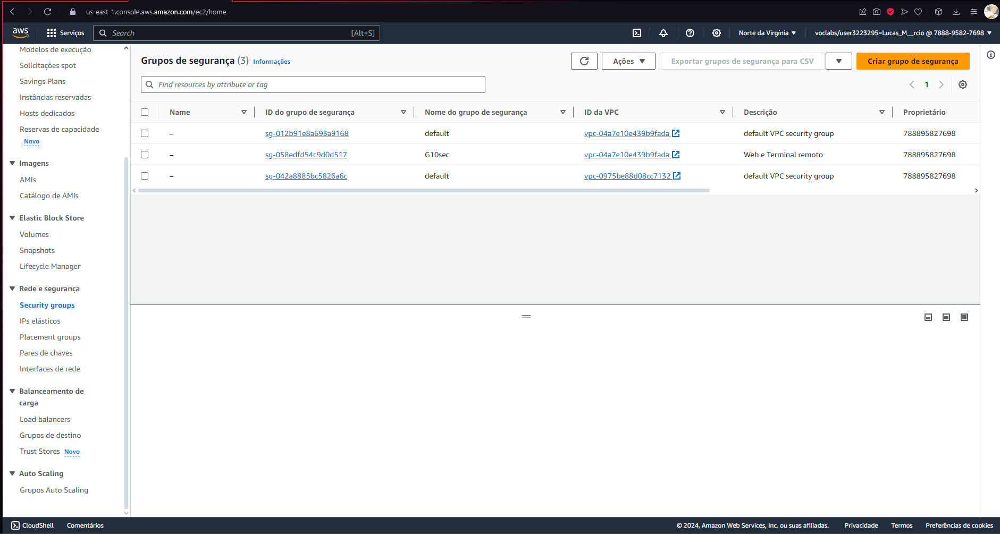 us-east-1.console.aws.amazon.com/ec2/home
aws Serviços Search [Alt+S] Norte da Virgínia voclabs/user3223295=Lucas_M__rcio @ 7888-9582-7698
Modelos de execução
Solicitações spot
Savings Plans
Instâncias reservadas
Hosts dedicados
Reservas de capacidade
Novo
Imagens
AMIs
Catálogo de AMIs
Elastic Block Store
Volumes
Snapshots
Lifecycle Manager
Rede e segurança
Security groups
IPs elásticos
Placement groups
Pares de chaves
Interfaces de rede
Balanceamento de
carga
Load balancers
Grupos de destino
Trust Stores Novo
Auto Scaling
Grupos Auto Scaling
Grupos de segurança (3) Informações Ações Exportar grupos de segurança para CSV Criar grupo de segurança
Find resources by attribute or tag 1
Name ID do grupo de segurança Nome do grupo de segurança ID da VPC Descrição Proprietário
– sg-012b91e8a693a9168 default vpc-04a7e10e439b9fada default VPC security group 788895827698
– sg-058edfd54c9d0d517 G10sec vpc-04a7e10e439b9fada Web e Terminal remoto 788895827698
– sg-042a8885bc5826a6c default vpc-0975be88d08cc7132 default VPC security group 788895827698
CloudShell Comentários © 2024, Amazon Web Services, Inc. ou suas afiliadas. Privacidade Termos Preferências de cookies